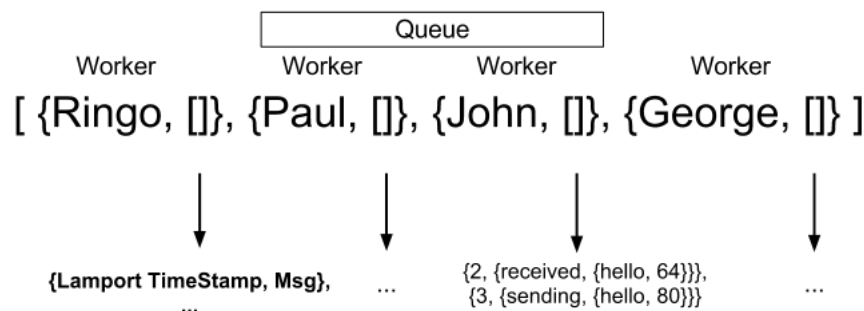 Queue
Worker Worker Worker Worker
[ {Ringo, []}, {Paul, []}, {John, []}, {George, []} ]
{Lamport TimeStamp, Msg}, ... {2, {received, {hello, 64}}}, ...
... {3, {sending, {hello, 80}}}